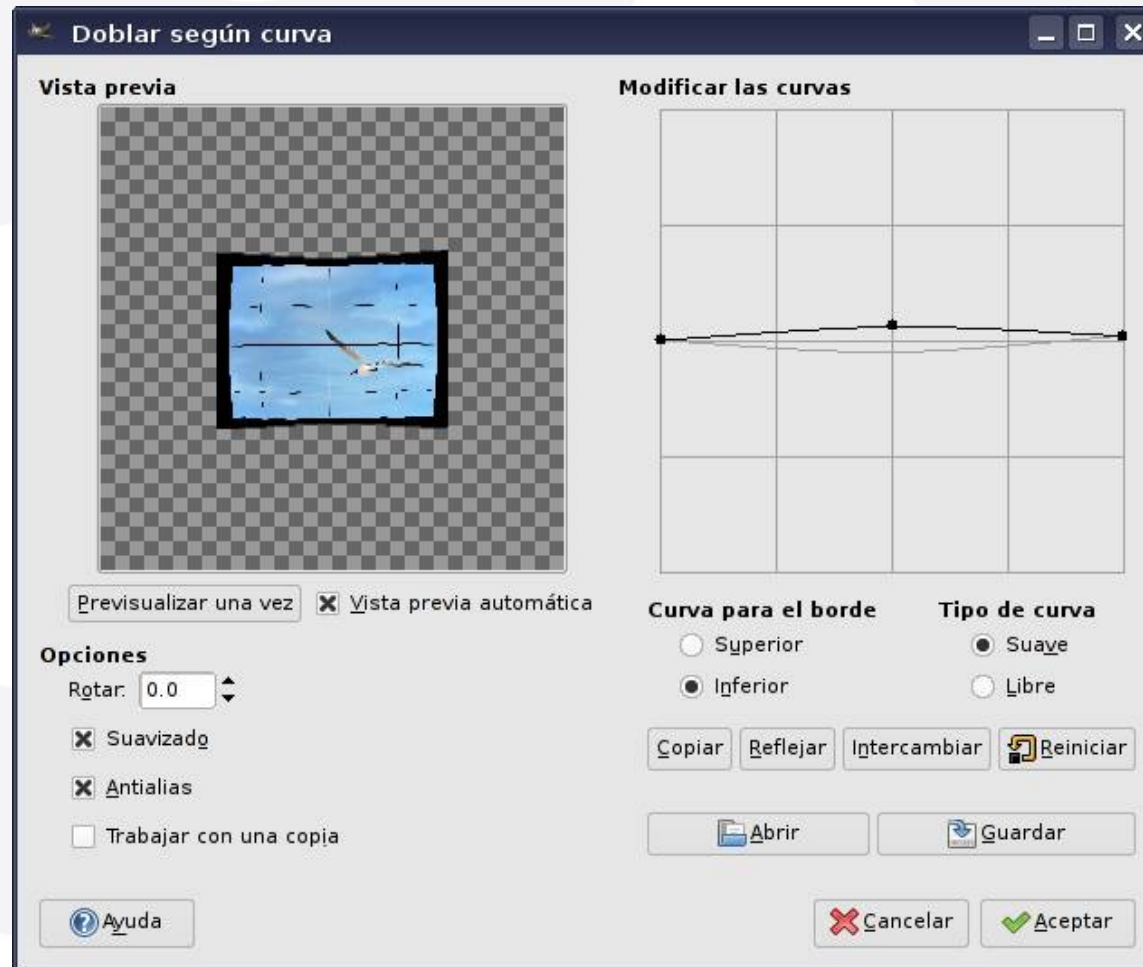 Doblar según curva
Vista previa
Modificar las curvas
Previsualizar una vez
Vista previa automática
Curva para el borde
Tipo de curva
Superior
Suave
Inferior
Libre
Opciones
Rotar: 0.0
Suavizado
Antialias
Trabajar con una copia
Copiar
Reflejar
Intercambiar
Reiniciar
Abrir
Guardar
Ayuda
Cancelar
Aceptar